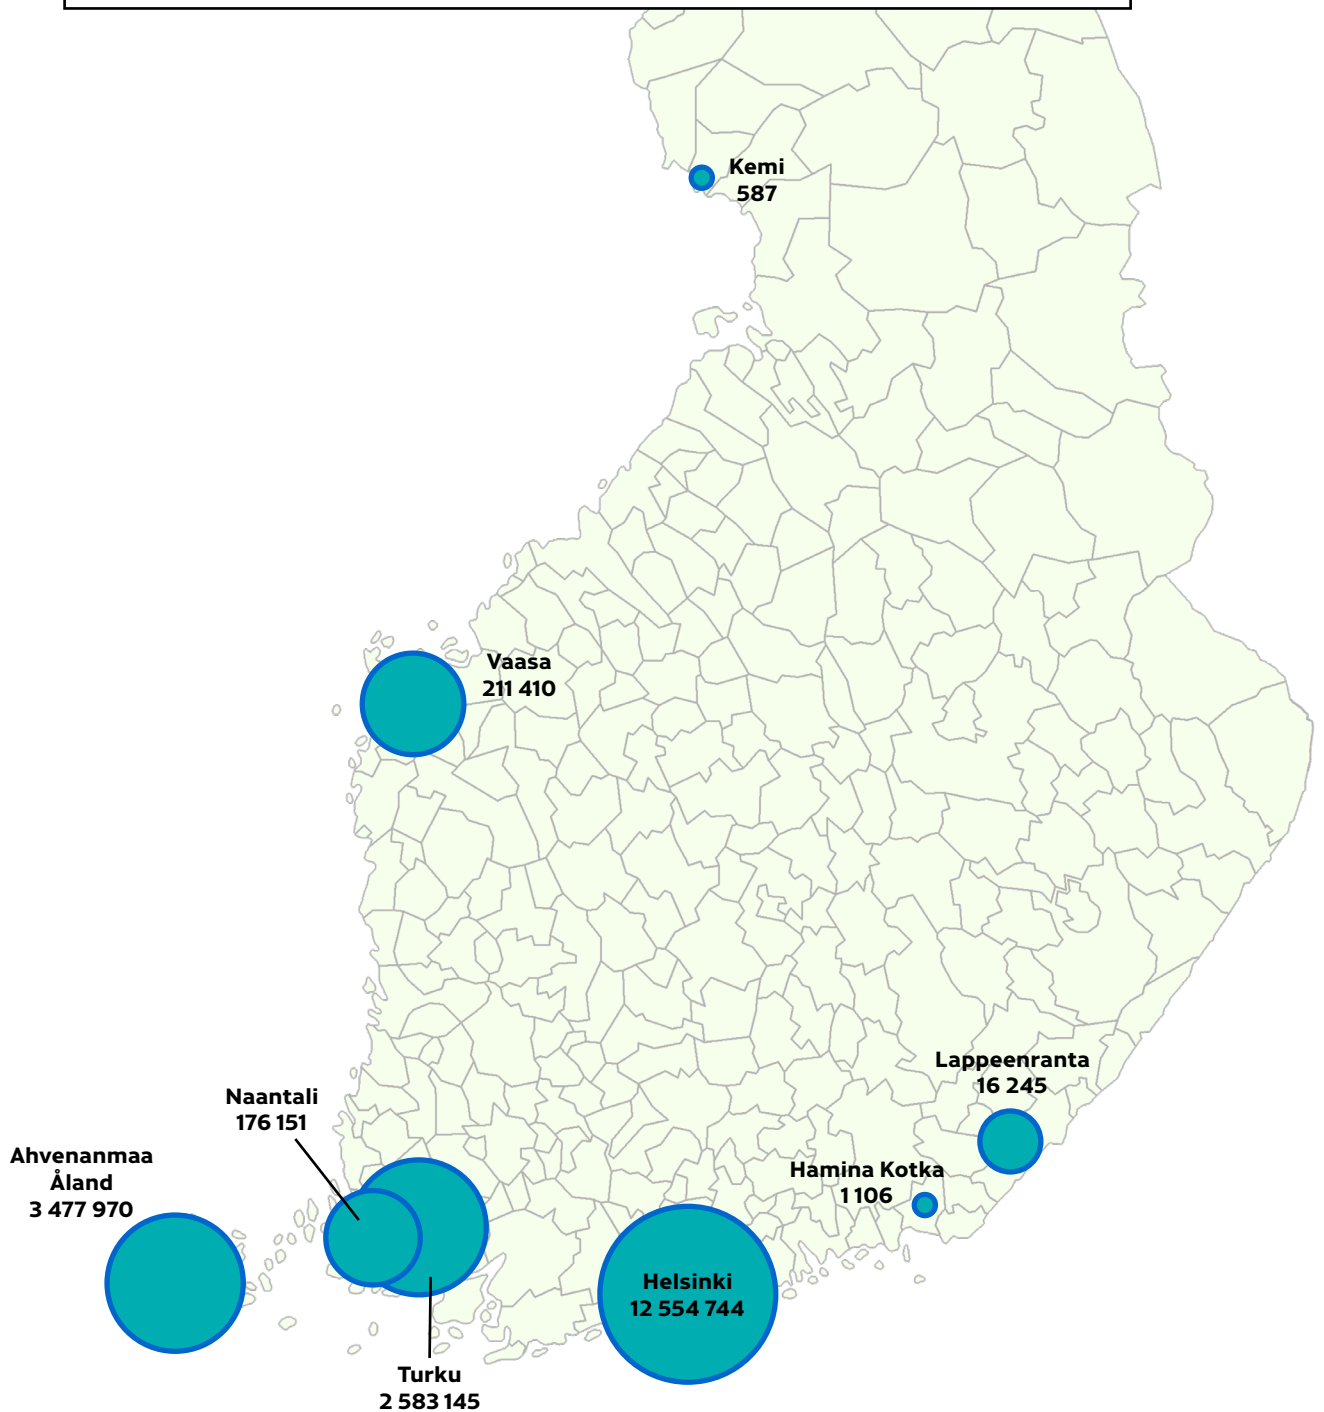 Kemi
587
Vaasa
211 410
Lappeenranta
16 245
Naantali
176 151
Ahvenanmaa
Åland
3 477 970
Hamina Kotka
1 106
Helsinki
12 554 744
Turku
2 583 145